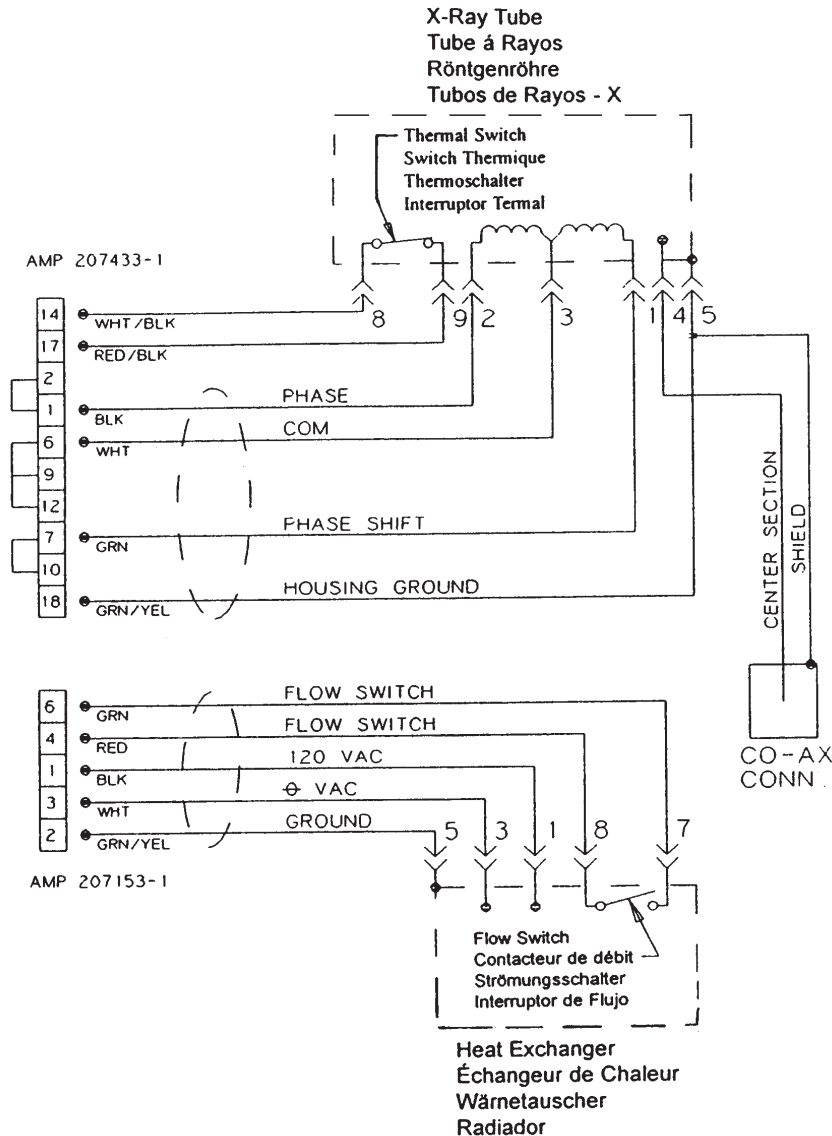 X-Ray Tube
Tube á Rayos
Röntgenröhre
Tubos de Rayos - X
Thermal Switch
Switch Thermique
Thermoschalter
Interruptor Termal
AMP 207433-1
14
WHT/BLK
8
9
2
3
1
4
5
17
RED/BLK
2
1
BLK
PHASE
6
WHT
COM
9
12
7
GRN
PHASE SHIFT
10
18
GRN/YEL
HOUSING GROUND
CENTER SECTION
SHIELD
CO-AX
CONN.
6
GRN
FLOW SWITCH
4
RED
FLOW SWITCH
1
BLK
120 VAC
3
WHT
0 VAC
2
GRN/YEL
GROUND
5
3
1
8
7
AMP 207153-1
Flow Switch
Contacteur de débit
Strömungsschalter
Interruptor de Flujo
Heat Exchanger
Échangeur de Chaleur
Wärnetauscher
Radiador